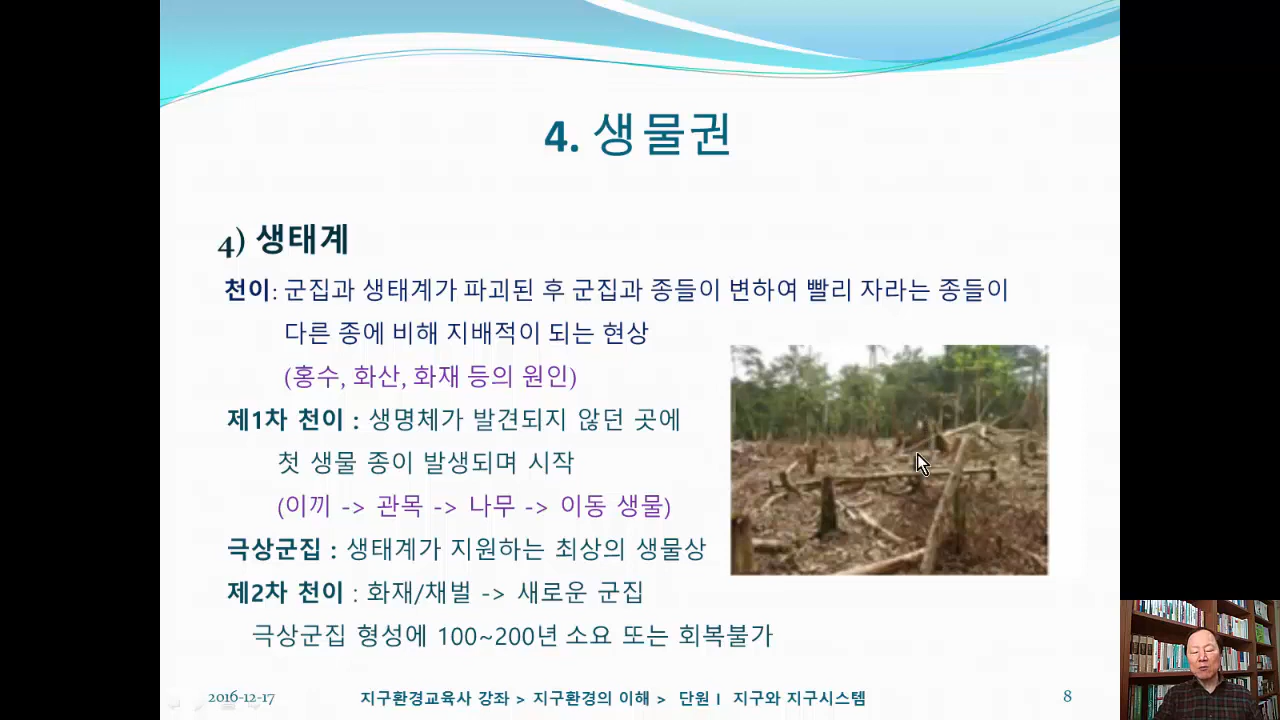 4. 생물권
4) 생태계
천이: 군집과 생태계가 파괴된 후 군집과 종들이 변하여 빨리 자라는 종들이
다른 종에 비해 지배적이 되는 현상
(홍수, 화산, 화재 등의 원인)
제1차 천이 : 생명체가 발견되지 않던 곳에
첫 생물 종이 발생되며 시작
(이끼 -> 관목 -> 나무 -> 이동 생물)
극상군집 : 생태계가 지원하는 최상의 생물상
제2차 천이 : 화재/채벌 -> 새로운 군집
극상군집 형성에 100~200년 소요 또는 회복불가
2016-12-17 지구환경교육사 강좌 > 지구환경의 이해 > 단원 I 지구와 지구시스템 8